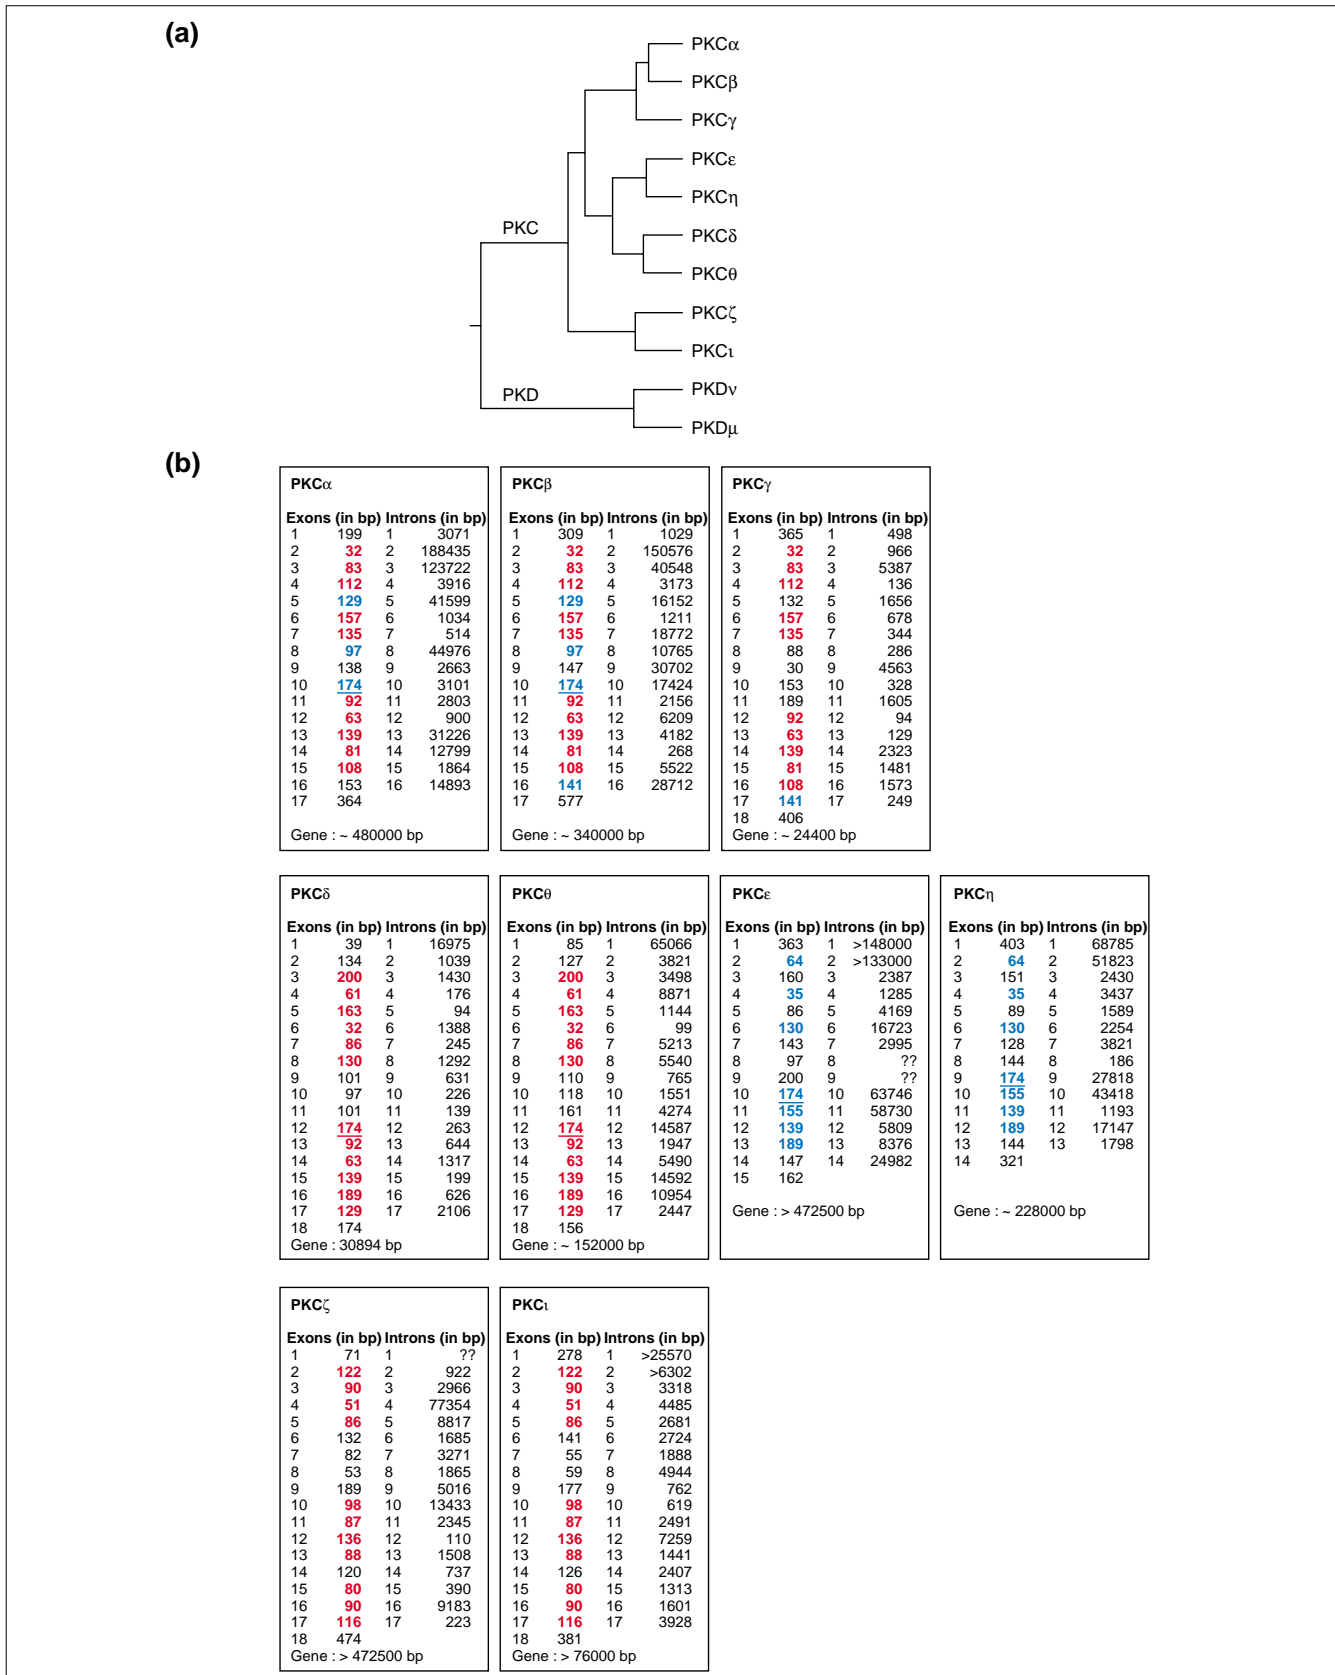 (a)
PKCα
PKCβ
PKCγ
PKCε
PKCη
PKC
PKCδ
PKCθ
PKCζ
PKCι
PKD
PKDν
PKDμ
(b)
PKCα
Exons (in bp) Introns (in bp)
1 199 1 3071
2 32 2 188435
3 83 3 123722
4 112 4 3916
5 129 5 41599
6 157 6 1034
7 135 7 514
8 97 8 44976
9 138 9 2663
10 174 10 3101
11 92 11 2803
12 63 12 900
13 139 13 31226
14 81 14 12799
15 108 15 1864
16 153 16 14893
17 364
Gene : ~ 480000 bp
PKCβ
Exons (in bp) Introns (in bp)
1 309 1 1029
2 32 2 150576
3 83 3 40548
4 112 4 3173
5 129 5 16152
6 157 6 1211
7 135 7 18772
8 97 8 10765
9 147 9 30702
10 174 10 17424
11 92 11 2156
12 63 12 6209
13 139 13 4182
14 81 14 268
15 108 15 5522
16 141 16 28712
17 577
Gene : ~ 340000 bp
PKCγ
Exons (in bp) Introns (in bp)
1 365 1 498
2 32 2 966
3 83 3 5387
4 112 4 136
5 132 5 1656
6 157 6 678
7 135 7 344
8 88 8 286
9 30 9 4563
10 153 10 328
11 189 11 1605
12 92 12 94
13 63 13 129
14 139 14 2323
15 81 15 1481
16 108 16 1573
17 141 17 249
18 406
Gene : ~ 24400 bp
PKCδ
Exons (in bp) Introns (in bp)
1 39 1 16975
2 134 2 1039
3 200 3 1430
4 61 4 176
5 163 5 94
6 32 6 1388
7 86 7 245
8 130 8 1292
9 101 9 631
10 97 10 226
11 101 11 139
12 174 12 263
13 92 13 644
14 63 14 1317
15 139 15 199
16 189 16 626
17 129 17 2106
18 174
Gene : 30894 bp
PKCθ
Exons (in bp) Introns (in bp)
1 85 1 65066
2 127 2 3821
3 200 3 3498
4 61 4 8871
5 163 5 1144
6 32 6 99
7 86 7 5213
8 130 8 5540
9 110 9 765
10 118 10 1551
11 161 11 4274
12 174 12 14587
13 92 13 1947
14 63 14 5490
15 139 15 14592
16 189 16 10954
17 129 17 2447
18 156
Gene : ~ 152000 bp
PKCε
Exons (in bp) Introns (in bp)
1 363 1 >148000
2 64 2 >133000
3 160 3 2387
4 35 4 1285
5 86 5 4169
6 130 6 16723
7 143 7 2995
8 97 8 ??
9 200 9 ??
10 174 10 63746
11 155 11 58730
12 139 12 5809
13 189 13 8376
14 147 14 24982
15 162
Gene : > 472500 bp
PKCη
Exons (in bp) Introns (in bp)
1 403 1 68785
2 64 2 51823
3 151 3 2430
4 35 4 3437
5 89 5 1589
6 130 6 2254
7 128 7 3821
8 144 8 186
9 174 9 27818
10 155 10 43418
11 139 11 1193
12 189 12 17147
13 144 13 1798
14 321
Gene : ~ 228000 bp
PKCζ
Exons (in bp) Introns (in bp)
1 71 1 ??
2 122 2 922
3 90 3 2966
4 51 4 77354
5 86 5 8817
6 132 6 1685
7 82 7 3271
8 53 8 1865
9 189 9 5016
10 98 10 13433
11 87 11 2345
12 136 12 110
13 88 13 1508
14 120 14 737
15 80 15 390
16 90 16 9183
17 116 17 223
18 474
Gene : > 472500 bp
PKCι
Exons (in bp) Introns (in bp)
1 278 1 >25570
2 122 2 >6302
3 90 3 3318
4 51 4 4485
5 86 5 2681
6 141 6 2724
7 55 7 1888
8 59 8 4944
9 177 9 762
10 98 10 619
11 87 11 2491
12 136 12 7259
13 88 13 1441
14 126 14 2407
15 80 15 1313
16 90 16 1601
17 116 17 3928
18 381
Gene : > 76000 bp